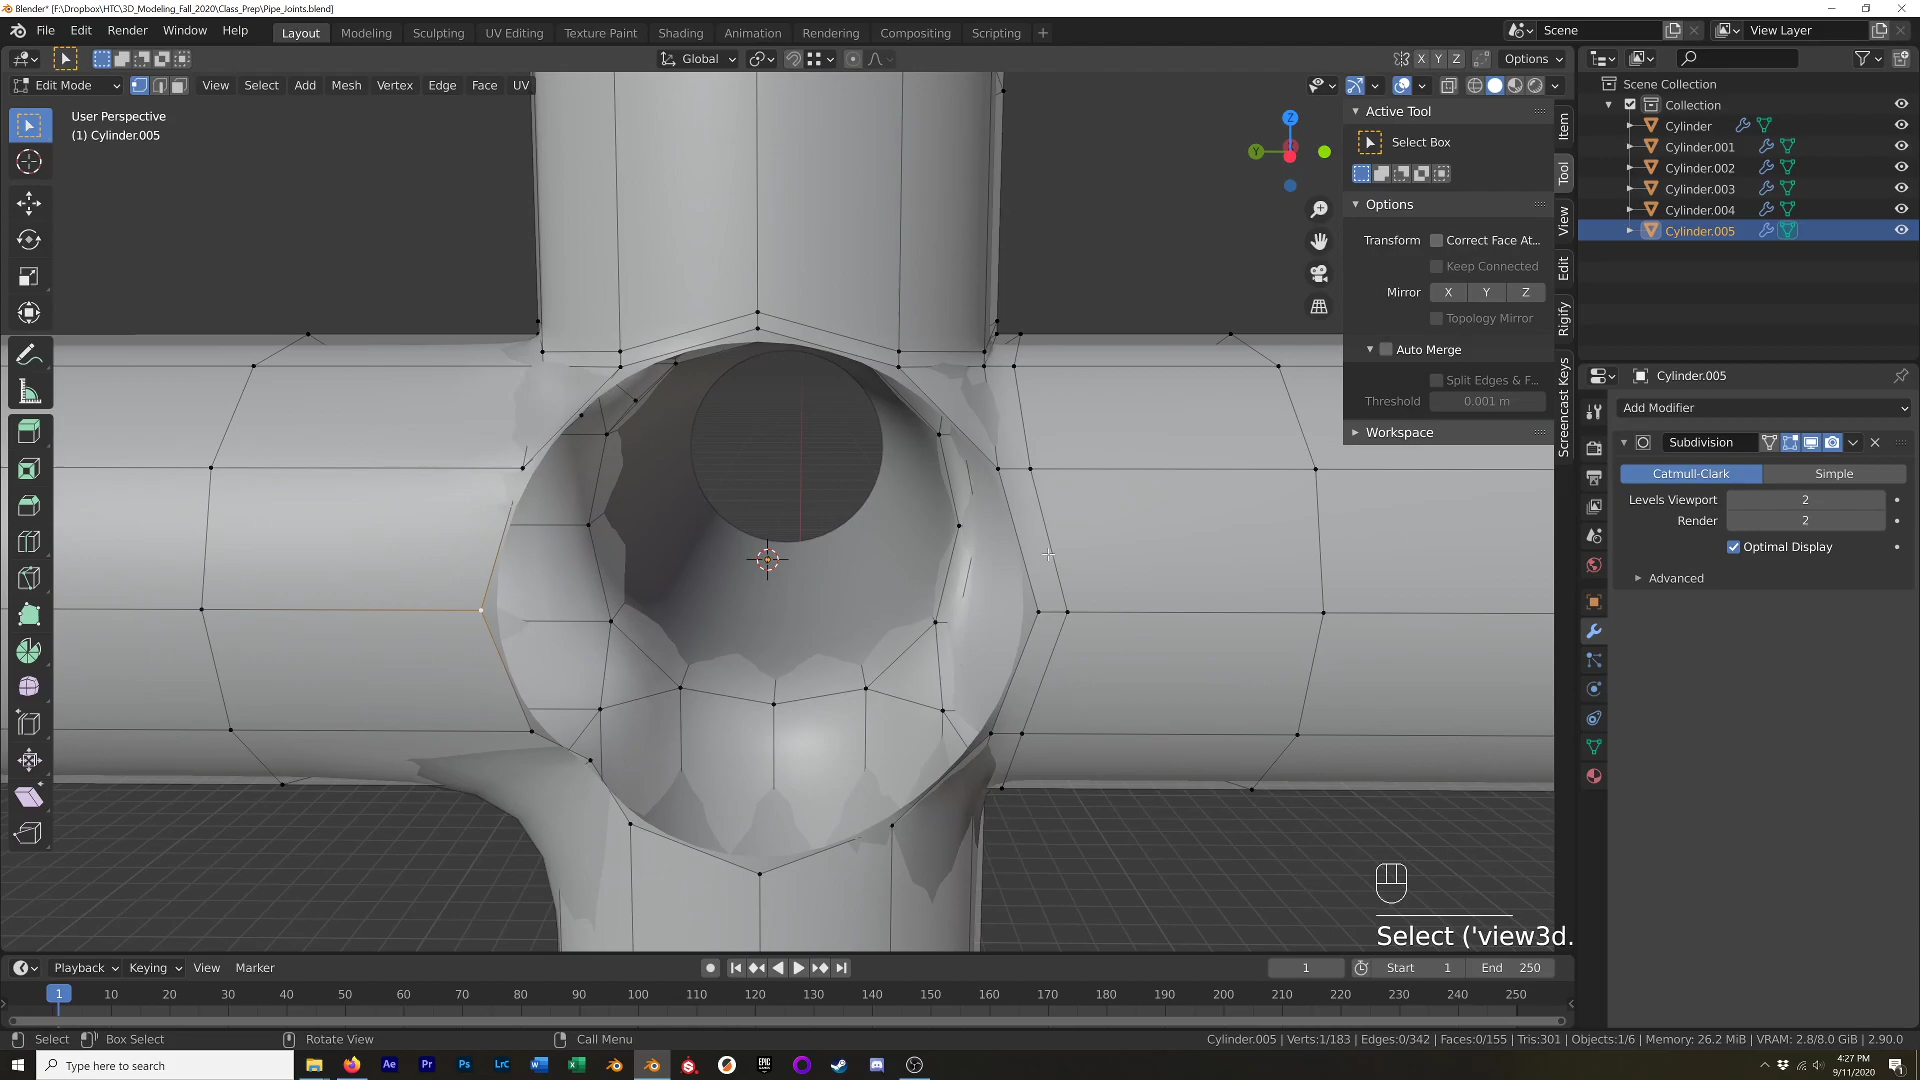 Blender* [F:\Dropbox\HTC\3D_Modeling_Fall_2020\Class_Prep\Pipe_Joints.blend]
File Edit Render Window Help Layout Modeling Sculpting UV Editing Texture Paint Shading Animation Rendering Compositing Scripting + Scene View Layer
Global X Y Z Options
Edit Mode View Select Add Mesh Vertex Edge Face UV
User Perspective
(1) Cylinder.005
Z
Y
Active Tool
Select Box
Options
Transform Correct Face At...
Keep Connected
Mirror X Y Z
Topology Mirror
Auto Merge
Split Edges & F...
Threshold 0.001 m
Workspace
Item
Tool
View
Edit
Rigify
Screencast Keys
Scene Collection
Collection
Cylinder
Cylinder.001
Cylinder.002
Cylinder.003
Cylinder.004
Cylinder.005
Cylinder.005
Add Modifier
Subdivision
Catmull-Clark Simple
Levels Viewport 2
Render 2
Optimal Display
Advanced
Select ('view3d.
Playback Keying View Marker 1 Start 1 End 250
1 10 20 30 40 50 60 70 80 90 100 110 120 130 140 150 160 170 180 190 200 210 220 230 240 250
Select Box Select Rotate View Call Menu Cylinder.005 | Verts:1/183 | Edges:0/342 | Faces:0/155 | Tris:301 | Objects:1/6 | Memory: 26.2 MiB | VRAM: 2.8/8.0 GiB | 2.90.0
Type here to search Ae Pr Ps Lrc 4:27 PM
9/11/2020